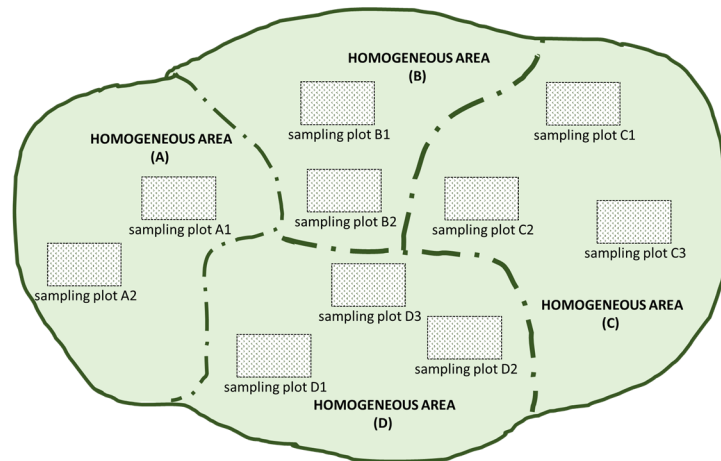 HOMOGENEOUS AREA
(B)
sampling plot B1
sampling plot C1
HOMOGENEOUS AREA
(A)
sampling plot A1
sampling plot B2
sampling plot C2
sampling plot C3
sampling plot A2
sampling plot D3
HOMOGENEOUS AREA
(C)
sampling plot D1
sampling plot D2
HOMOGENEOUS AREA
(D)